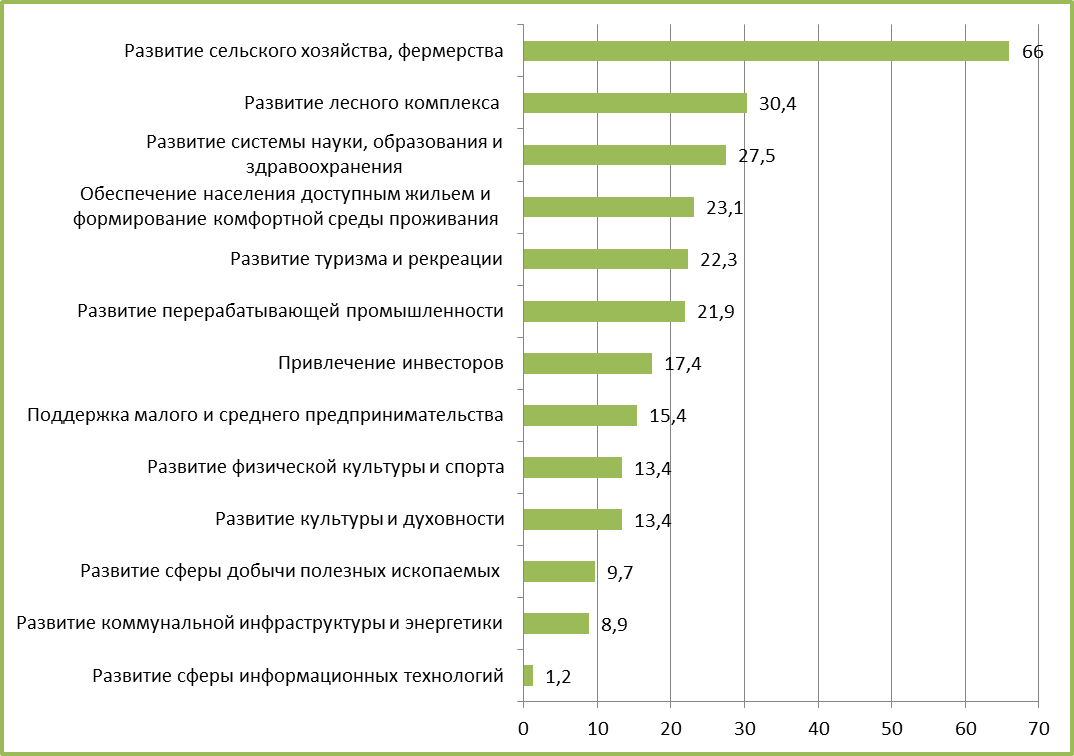 Развитие сельского хозяйства, фермерства
66
Развитие лесного комплекса
30,4
Развитие системы науки, образования и
здравоохранения
27,5
Обеспечение населения доступным жильем и
формирование комфортной среды проживания
23,1
Развитие туризма и рекреации
22,3
Развитие перерабатывающей промышленности
21,9
Привлечение инвесторов
17,4
Поддержка малого и среднего предпринимательства
15,4
Развитие физической культуры и спорта
13,4
Развитие культуры и духовности
13,4
Развитие сферы добычи полезных ископаемых
9,7
Развитие коммунальной инфраструктуры и энергетики
8,9
Развитие сферы информационных технологий
1,2
0 10 20 30 40 50 60 70